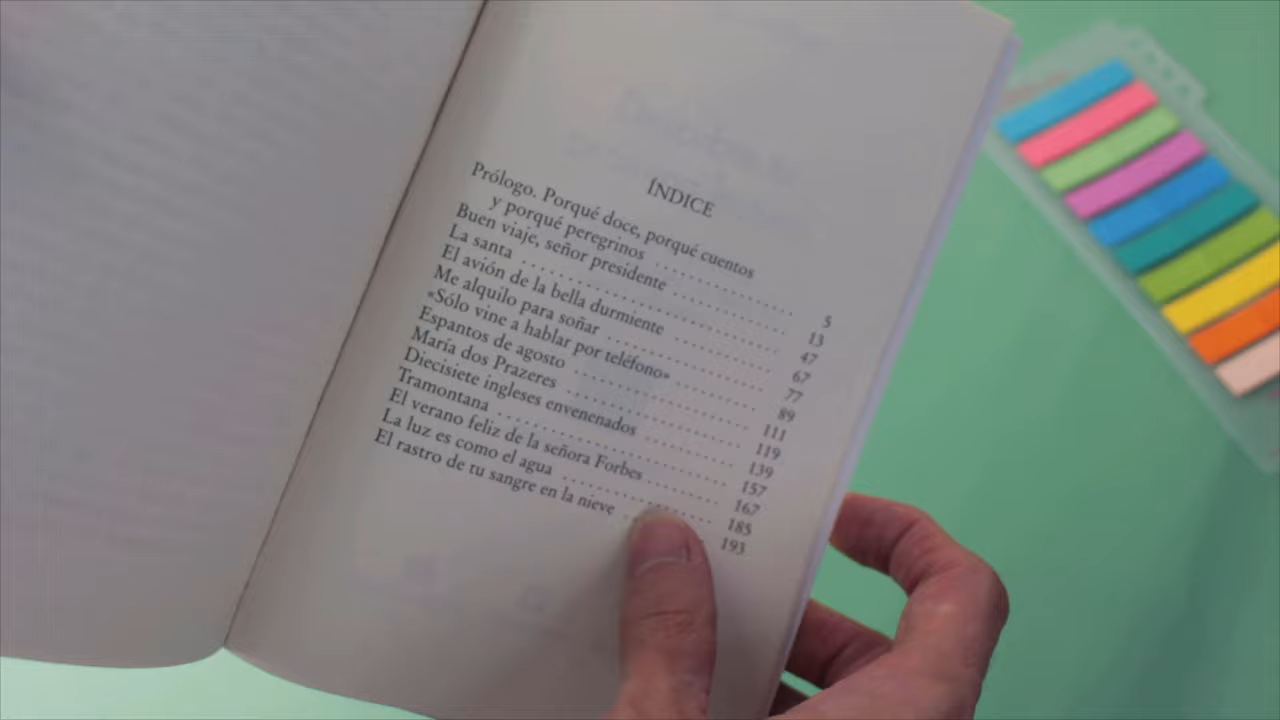 ÍNDICE
Prólogo. Porqué doce, porqué cuentos
y porqué peregrinos .................... 5
Buen viaje, señor presidente .................... 13
La santa .................... 47
El avión de la bella durmiente .................... 67
Me alquilo para soñar .................... 77
«Sólo vine a hablar por teléfono» .................... 89
Espantos de agosto .................... 111
María dos Prazeres .................... 119
Diecisiete ingleses envenenados .................... 139
Tramontana .................... 157
El verano feliz de la señora Forbes .................... 167
La luz es como el agua .................... 185
El rastro de tu sangre en la nieve .................... 193